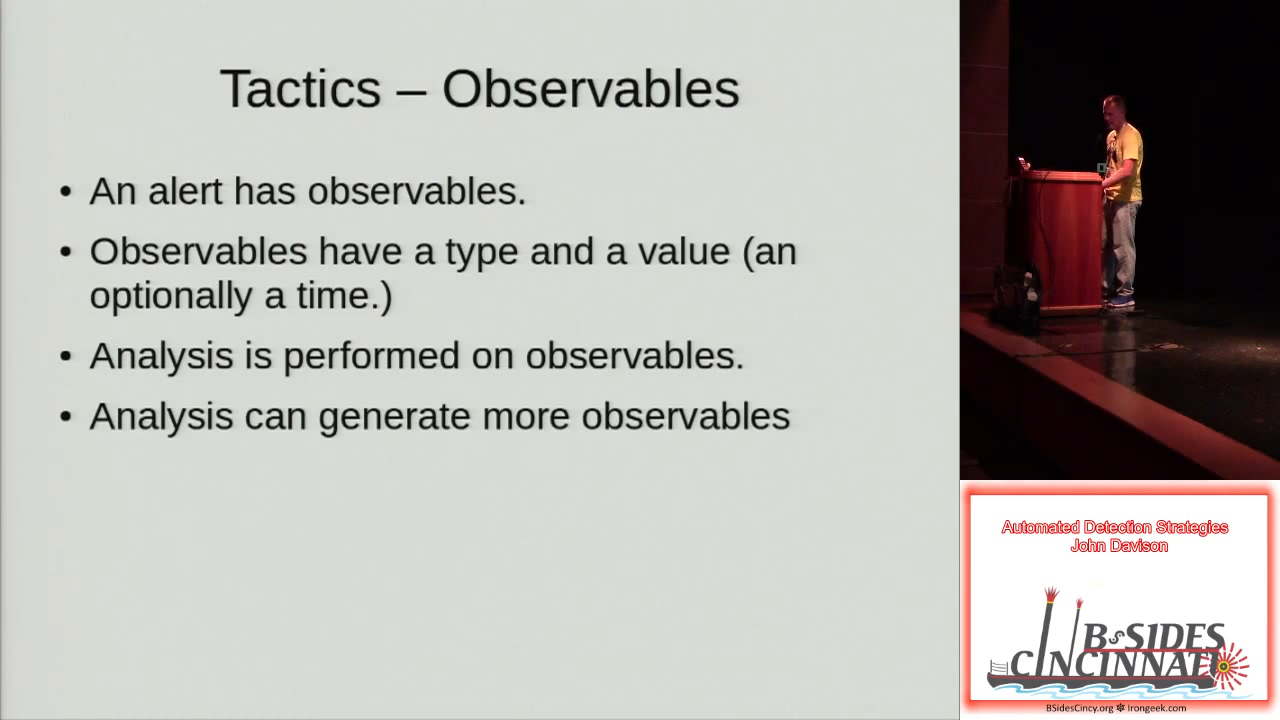 Tactics – Observables
• An alert has observables.
• Observables have a type and a value (an
optionally a time.)
• Analysis is performed on observables.
• Analysis can generate more observables
Automated Detection Strategies
John Davison
BSIDES
CINCINNATI
BSidesCincy.org ✽ Irongeek.com